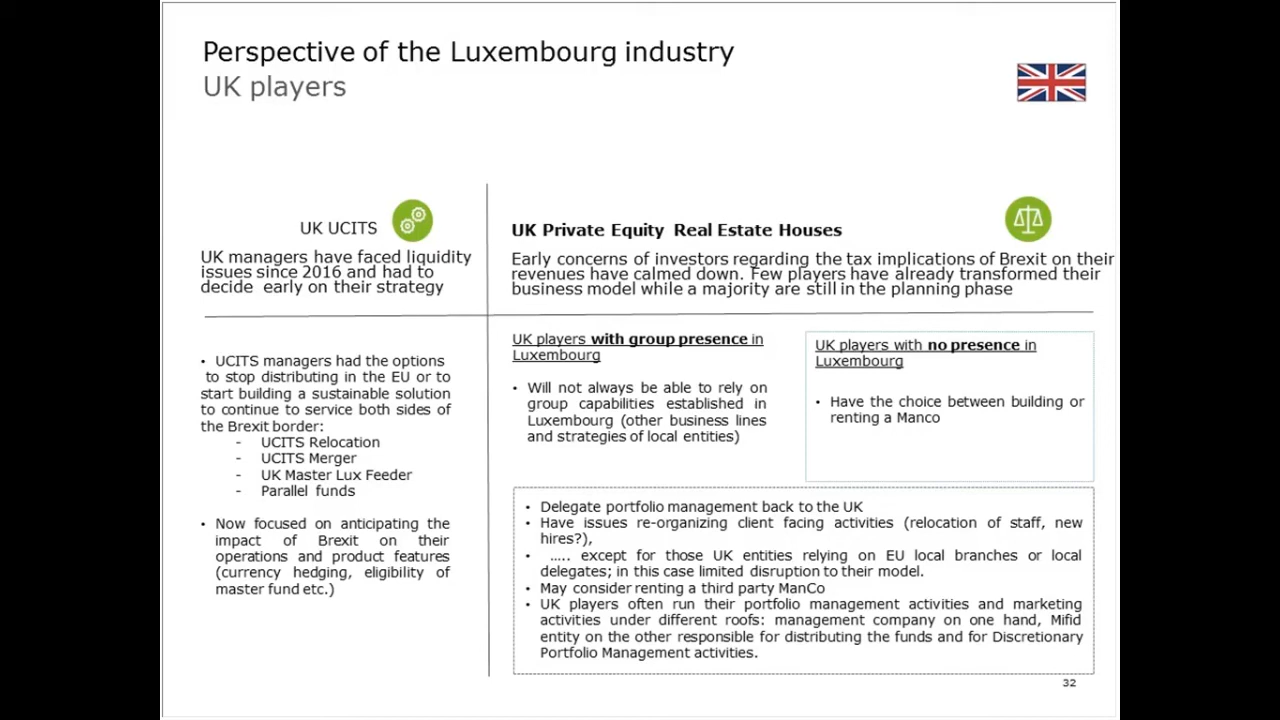 Perspective of the Luxembourg industry
UK players
UK UCITS
UK managers have faced liquidity
issues since 2016 and had to
decide early on their strategy
UK Private Equity Real Estate Houses
Early concerns of investors regarding the tax implications of Brexit on their
revenues have calmed down. Few players have already transformed their
business model while a majority are still in the planning phase
• UCITS managers had the options
to stop distributing in the EU or to
start building a sustainable solution
to continue to service both sides of
the Brexit border:
- UCITS Relocation
- UCITS Merger
- UK Master Lux Feeder
- Parallel funds
• Now focused on anticipating the
impact of Brexit on their
operations and product features
(currency hedging, eligibility of
master fund etc.)
UK players with group presence in
Luxembourg
• Will not always be able to rely on
group capabilities established in
Luxembourg (other business lines
and strategies of local entities)
UK players with no presence in
Luxembourg
• Have the choice between building or
renting a Manco
• Delegate portfolio management back to the UK
• Have issues re-organizing client facing activities (relocation of staff, new
hires?),
• ..... except for those UK entities relying on EU local branches or local
delegates; in this case limited disruption to their model.
• May consider renting a third party ManCo
• UK players often run their portfolio management activities and marketing
activities under different roofs: management company on one hand, Mifid
entity on the other responsible for distributing the funds and for Discretionary
Portfolio Management activities.
32